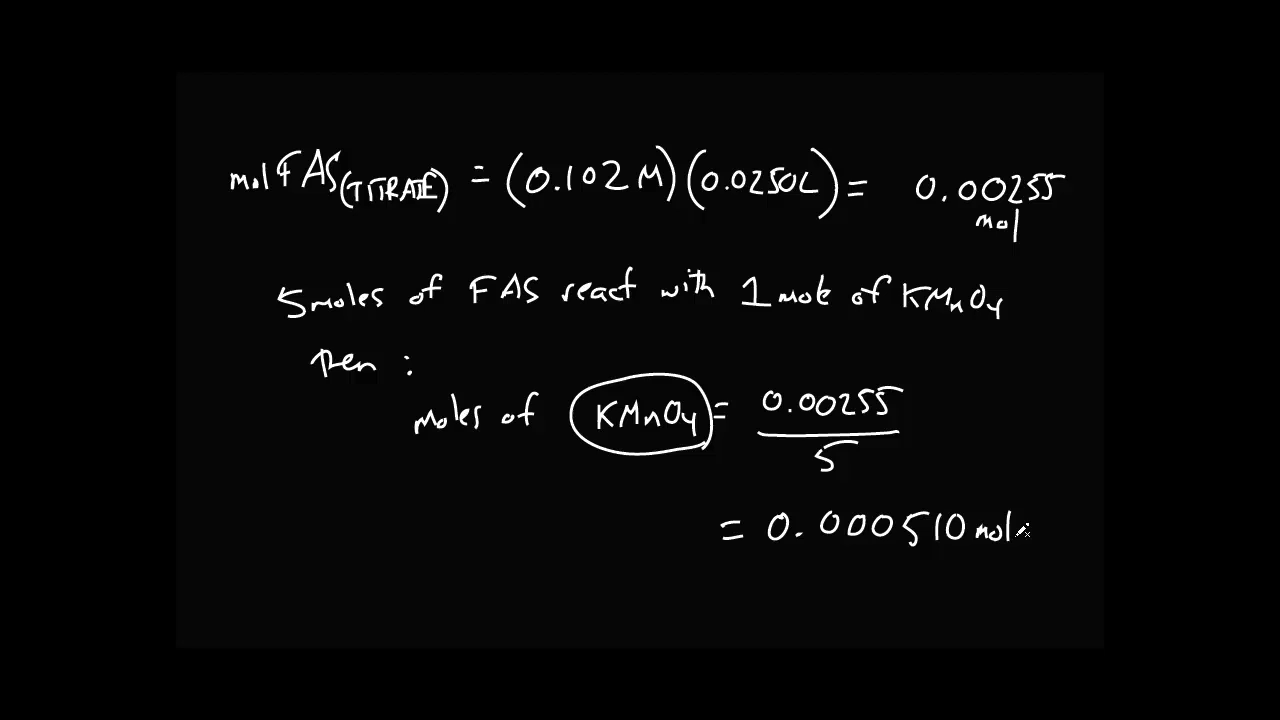 mol FAS(TITRATE) = (0.102 M)(0.0250L) = 0.00255
mol
5 moles of FAS react with 1 mole of KMnO4
then :
moles of KMnO4 = 0.00255
5
= 0.000510 mol